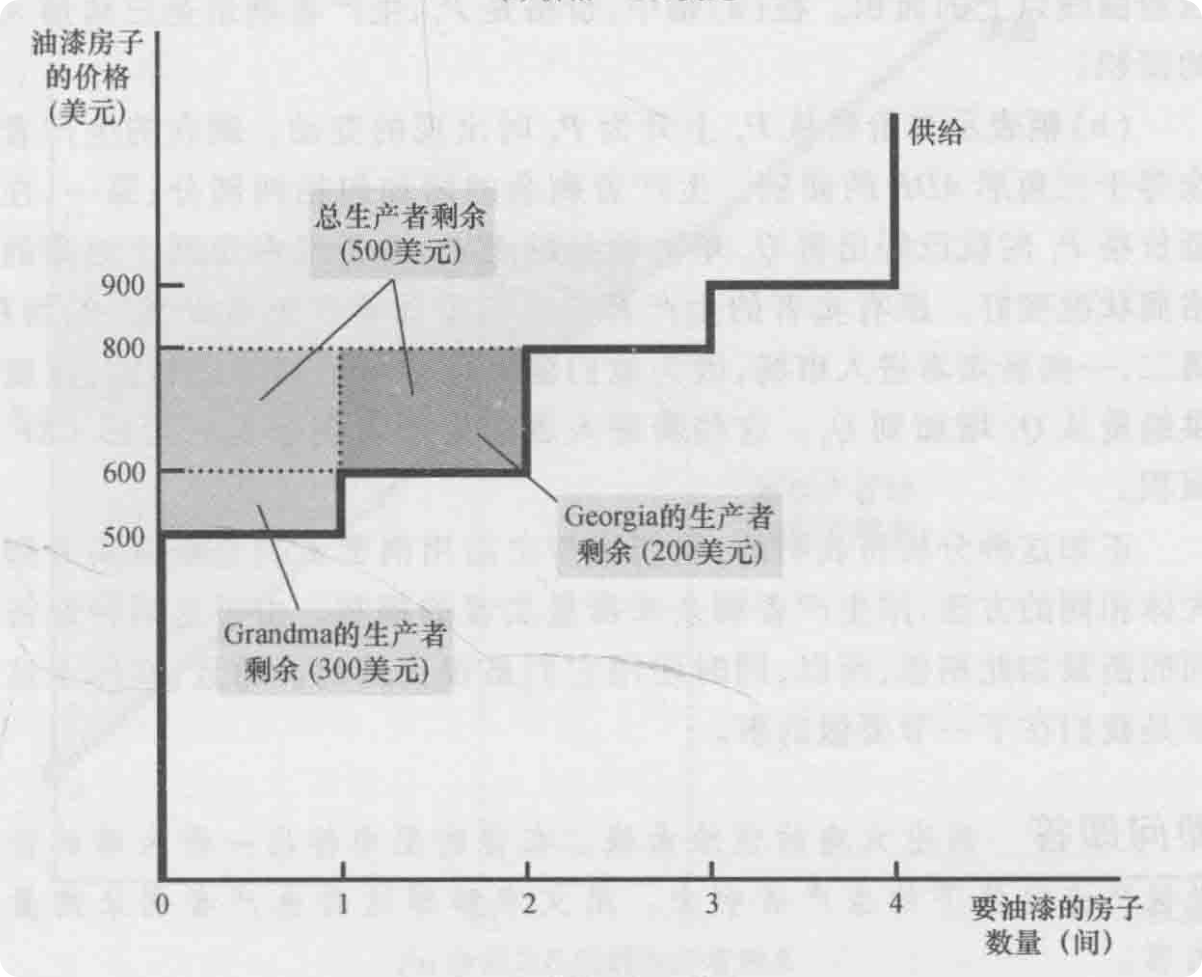 油漆房子
的价格
(美元)
供给
总生产者剩余
(500美元)
900
800
600
500
Georgia的生产者
剩余 (200美元)
Grandma的生产者
剩余 (300美元)
0
1
2
3
4
要油漆的房子
数量（间）